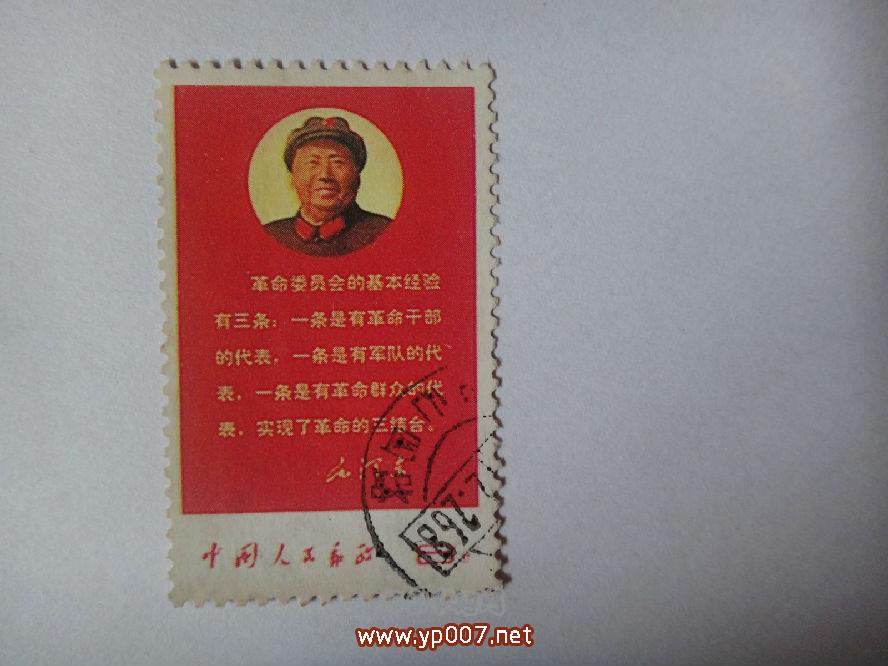 革命委员会的基本经验
有三条：一条是有革命干部
的代表，一条是有军队的代
表，一条是有革命群众的代
表，实现了革命的三结合。
毛泽东
中国人民邮政 8分
www.yp007.net